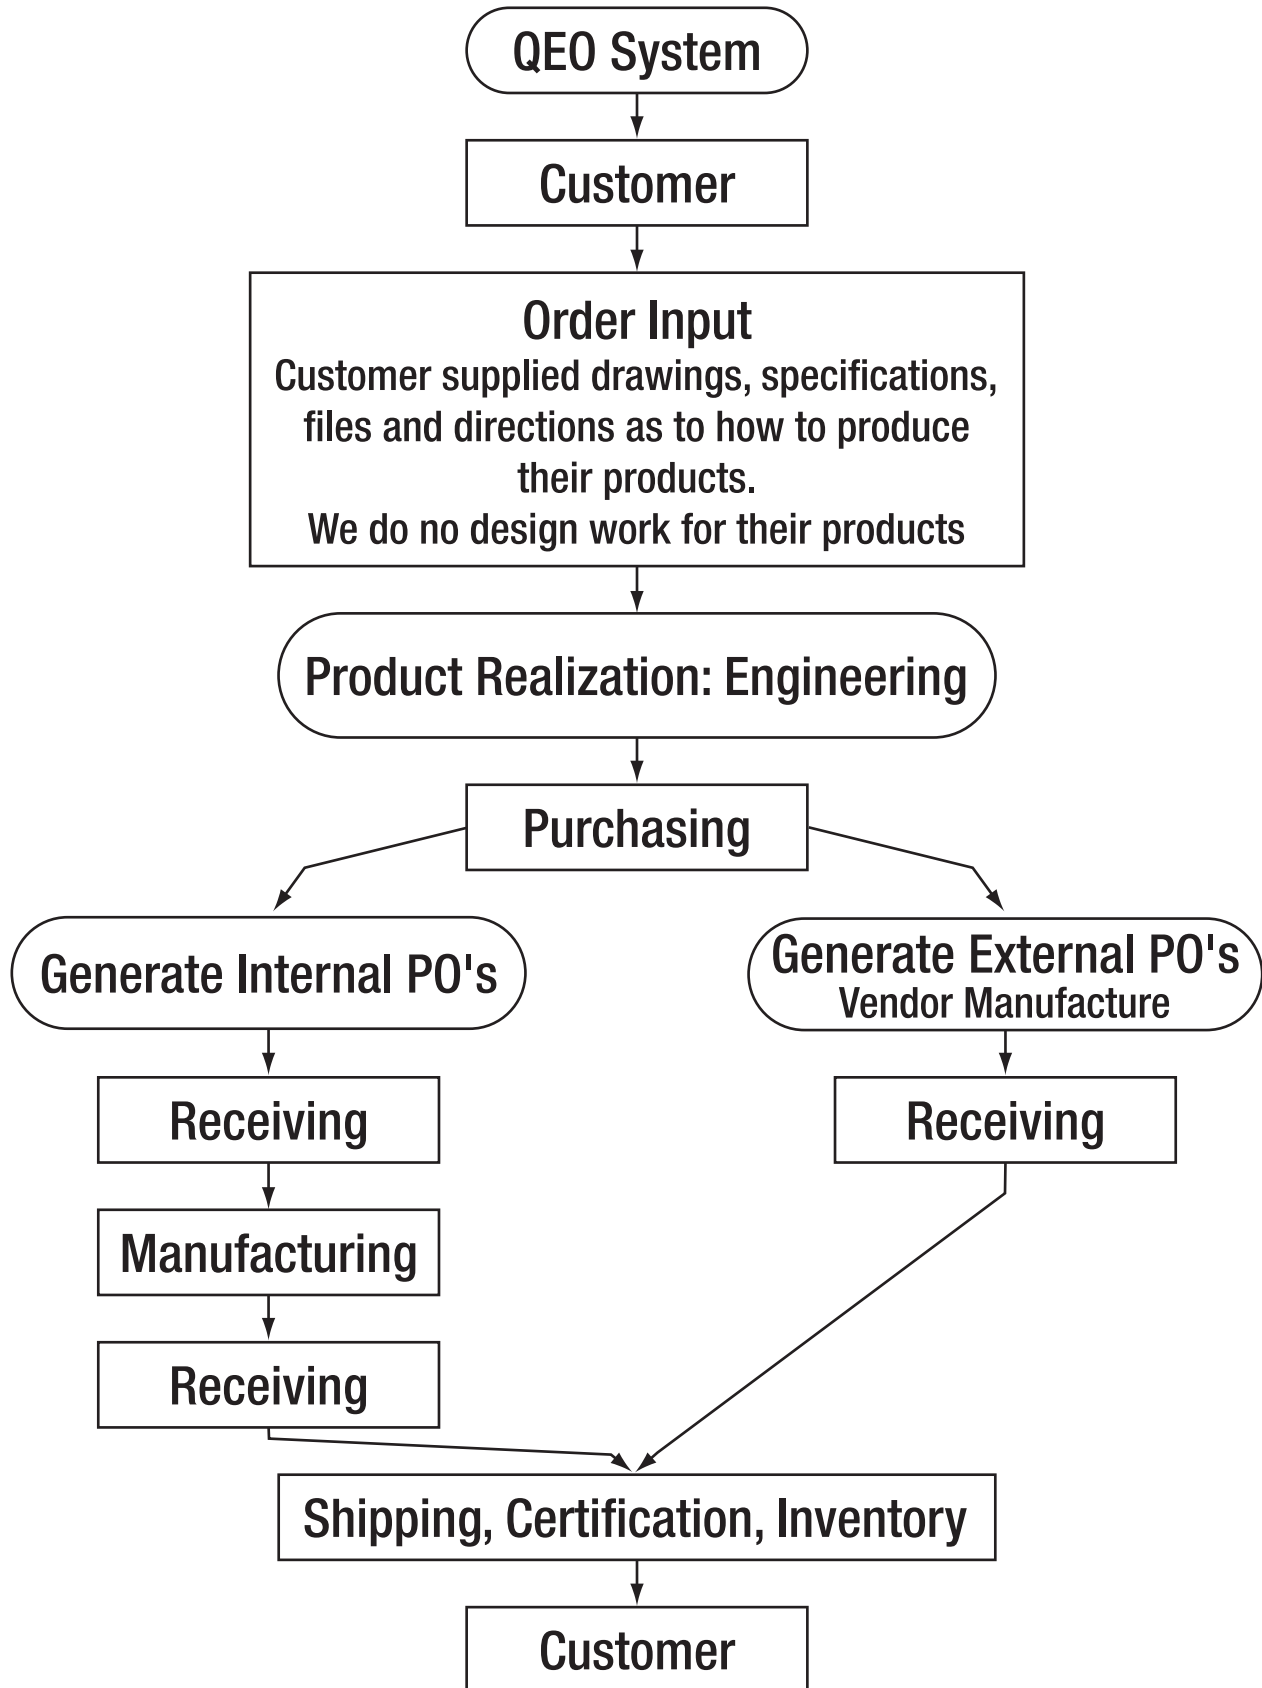 QEO System
Customer
Order Input
Customer supplied drawings, specifications,
files and directions as to how to produce
their products.
We do no design work for their products
Product Realization: Engineering
Purchasing
Generate Internal PO's
Generate External PO's
Vendor Manufacture
Receiving
Receiving
Manufacturing
Receiving
Shipping, Certification, Inventory
Customer